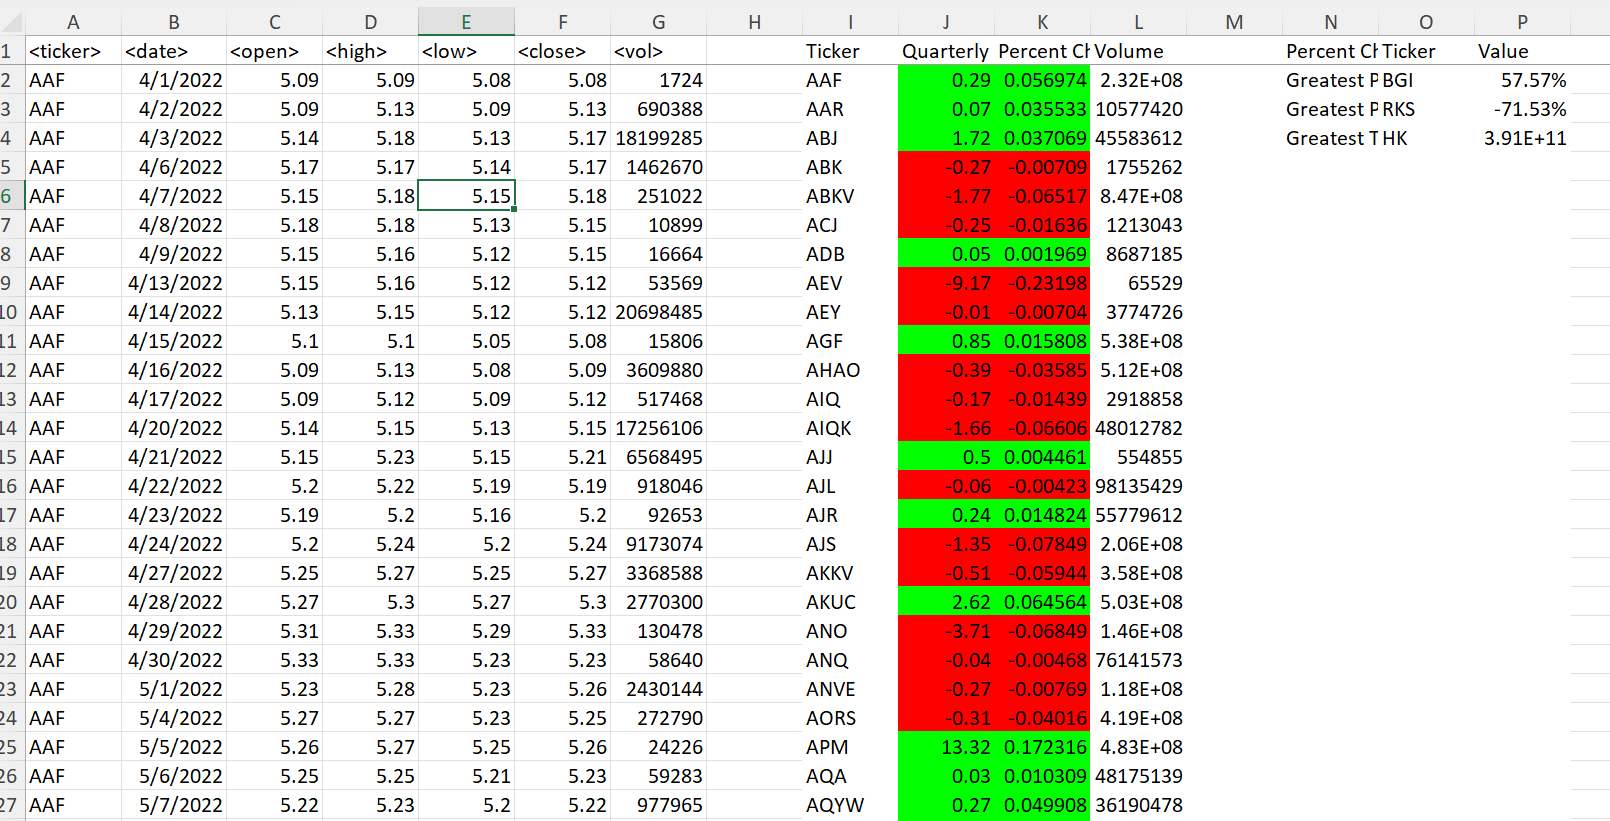 A B C D E F G H I J K L M N O P
1 <ticker> <date> <open> <high> <low> <close> <vol> Ticker Quarterly Percent Ch Volume Percent Ch Ticker Value
2 AAF 4/1/2022 5.09 5.09 5.08 5.08 1724 AAF 0.29 0.056974 2.32E+08 Greatest P BGI 57.57%
3 AAF 4/2/2022 5.09 5.13 5.09 5.13 690388 AAR 0.07 0.035533 10577420 Greatest P RKS -71.53%
4 AAF 4/3/2022 5.14 5.18 5.13 5.17 18199285 ABJ 1.72 0.037069 45583612 Greatest T HK 3.91E+11
5 AAF 4/6/2022 5.17 5.17 5.14 5.17 1462670 ABK -0.27 -0.00709 1755262
6 AAF 4/7/2022 5.15 5.18 5.15 5.18 251022 ABKV -1.77 -0.06517 8.47E+08
7 AAF 4/8/2022 5.18 5.18 5.13 5.15 10899 ACJ -0.25 -0.01636 1213043
8 AAF 4/9/2022 5.15 5.16 5.12 5.15 16664 ADB 0.05 0.001969 8687185
9 AAF 4/13/2022 5.15 5.16 5.12 5.12 53569 AEV -9.17 -0.23198 65529
10 AAF 4/14/2022 5.13 5.15 5.12 5.12 20698485 AEY -0.01 -0.00704 3774726
11 AAF 4/15/2022 5.1 5.1 5.05 5.08 15806 AGF 0.85 0.015808 5.38E+08
12 AAF 4/16/2022 5.09 5.13 5.08 5.09 3609880 AHAO -0.39 -0.03585 5.12E+08
13 AAF 4/17/2022 5.09 5.12 5.09 5.12 517468 AIQ -0.17 -0.01439 2918858
14 AAF 4/20/2022 5.14 5.15 5.13 5.15 17256106 AIQK -1.66 -0.06606 48012782
15 AAF 4/21/2022 5.15 5.23 5.15 5.21 6568495 AJJ 0.5 0.004461 554855
16 AAF 4/22/2022 5.2 5.22 5.19 5.19 918046 AJL -0.06 -0.00423 98135429
17 AAF 4/23/2022 5.19 5.2 5.16 5.2 92653 AJR 0.24 0.014824 55779612
18 AAF 4/24/2022 5.2 5.24 5.2 5.24 9173074 AJS -1.35 -0.07849 2.06E+08
19 AAF 4/27/2022 5.25 5.27 5.25 5.27 3368588 AKKV -0.51 -0.05944 3.58E+08
20 AAF 4/28/2022 5.27 5.3 5.27 5.3 2770300 AKUC 2.62 0.064564 5.03E+08
21 AAF 4/29/2022 5.31 5.33 5.29 5.33 130478 ANO -3.71 -0.06849 1.46E+08
22 AAF 4/30/2022 5.33 5.33 5.23 5.23 58640 ANQ -0.04 -0.00468 76141573
23 AAF 5/1/2022 5.23 5.28 5.23 5.26 2430144 ANVE -0.27 -0.00769 1.18E+08
24 AAF 5/4/2022 5.27 5.27 5.23 5.25 272790 AORS -0.31 -0.04016 4.19E+08
25 AAF 5/5/2022 5.26 5.27 5.25 5.26 24226 APM 13.32 0.172316 4.83E+08
26 AAF 5/6/2022 5.25 5.25 5.21 5.23 59283 AQA 0.03 0.010309 48175139
27 AAF 5/7/2022 5.22 5.23 5.2 5.22 977965 AQYW 0.27 0.049908 36190478